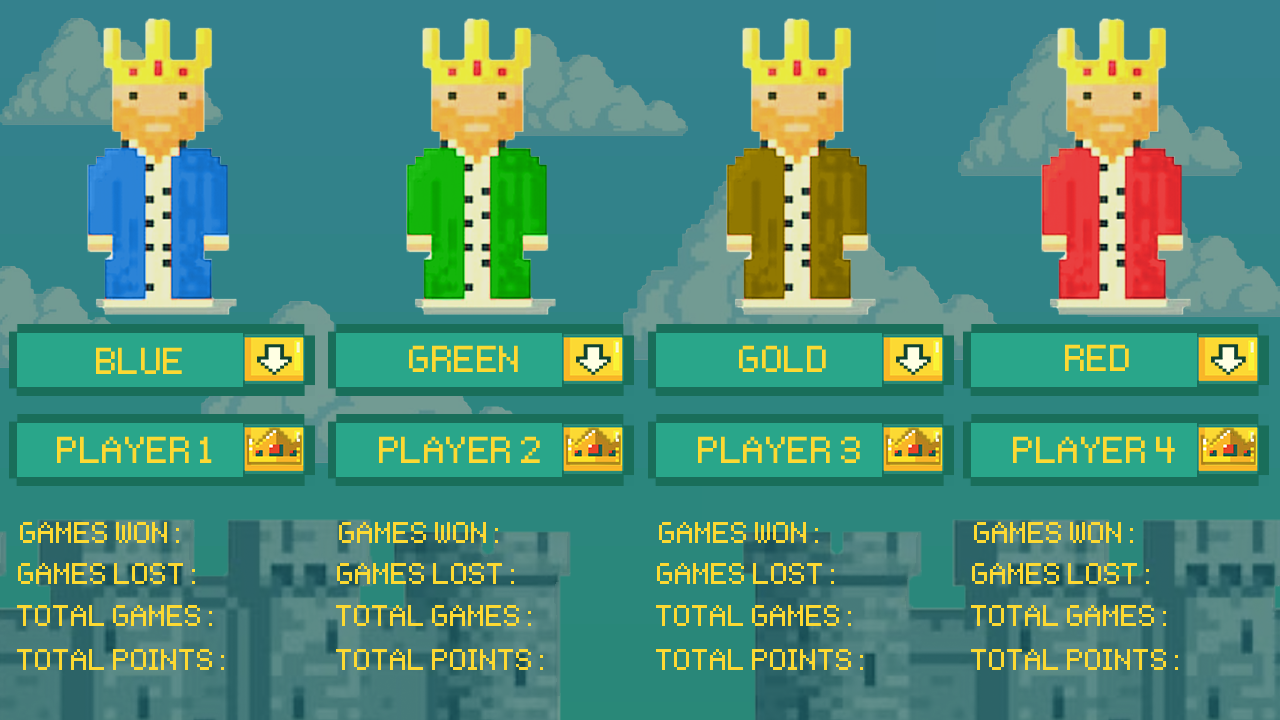 BLUE
GREEN
GOLD
RED
PLAYER 1
PLAYER 2
PLAYER 3
PLAYER 4
GAMES WON :
GAMES LOST :
TOTAL GAMES :
TOTAL POINTS :
GAMES WON :
GAMES LOST :
TOTAL GAMES :
TOTAL POINTS :
GAMES WON :
GAMES LOST :
TOTAL GAMES :
TOTAL POINTS :
GAMES WON :
GAMES LOST :
TOTAL GAMES :
TOTAL POINTS :